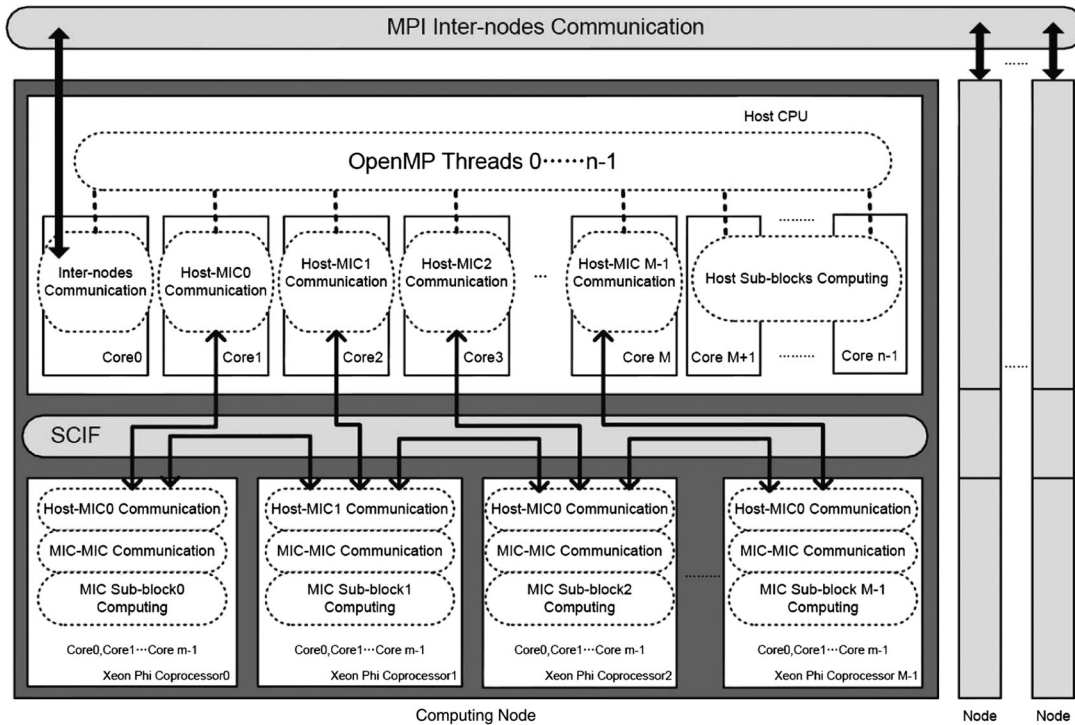 MPI Inter-nodes Communication
......
Host CPU
OpenMP Threads 0······n-1
Inter-nodes
Communication
Core0
Host-MIC0
Communication
Core1
Host-MIC1
Communication
Core2
Host-MIC2
Communication
Core3
...
Host-MIC M-1
Communication
Core M
.........
Host Sub-blocks Computing
Core M+1
.........
Core n-1
......
SCIF
Host-MIC0 Communication
MIC-MIC Communication
MIC Sub-block0
Computing
Core0,Core1···Core m-1
Xeon Phi Coprocessor0
Host-MIC1 Communication
MIC-MIC Communication
MIC Sub-block1
Computing
Core0,Core1···Core m-1
Xeon Phi Coprocessor1
Host-MIC0 Communication
MIC-MIC Communication
MIC Sub-block2
Computing
Core0,Core1···Core m-1
Xeon Phi Coprocessor2
.........
Host-MIC0 Communication
MIC-MIC Communication
MIC Sub-block M-1
Computing
Core0,Core1···Core m-1
Xeon Phi Coprocessor M-1
Computing Node
Node
Node